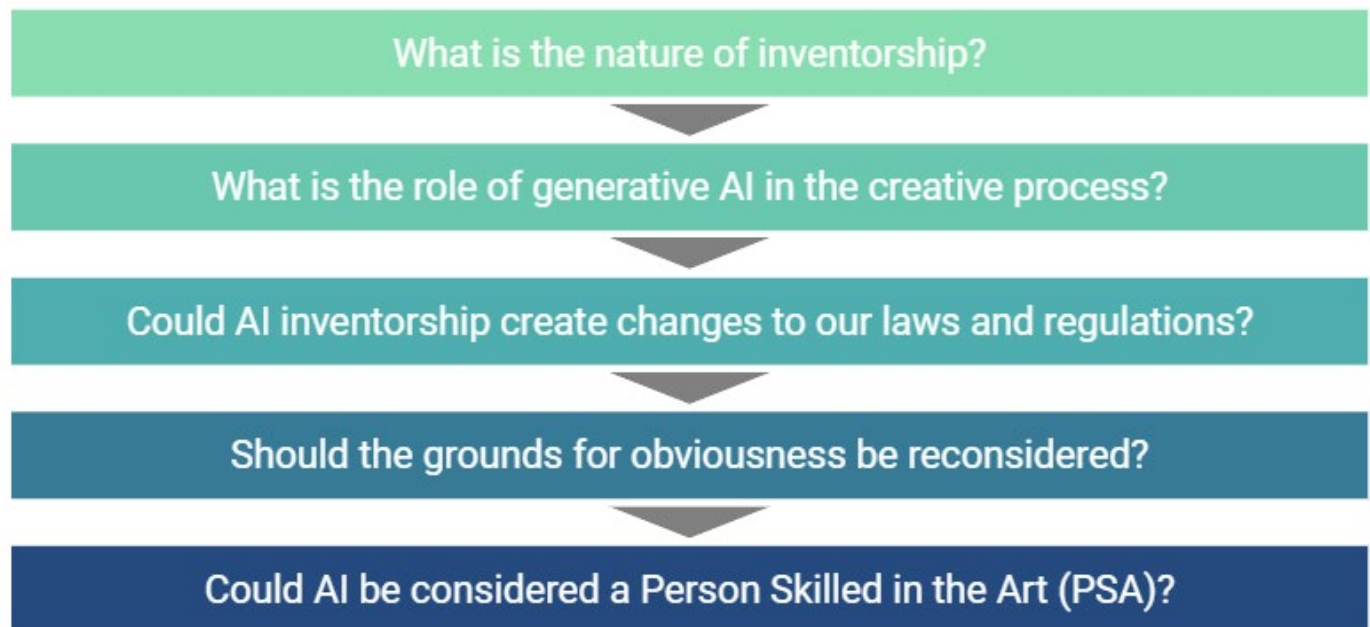 What is the nature of inventorship?
What is the role of generative AI in the creative process?
Could AI inventorship create changes to our laws and regulations?
Should the grounds for obviousness be reconsidered?
Could AI be considered a Person Skilled in the Art (PSA)?